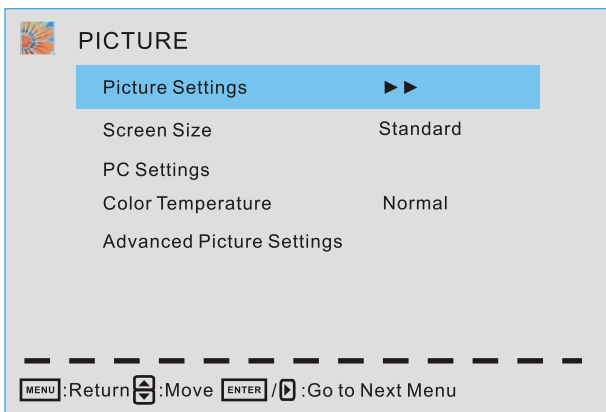 PICTURE
Picture Settings ►►
Screen Size Standard
PC Settings
Color Temperature Normal
Advanced Picture Settings
MENU :Return :Move ENTER / :Go to Next Menu